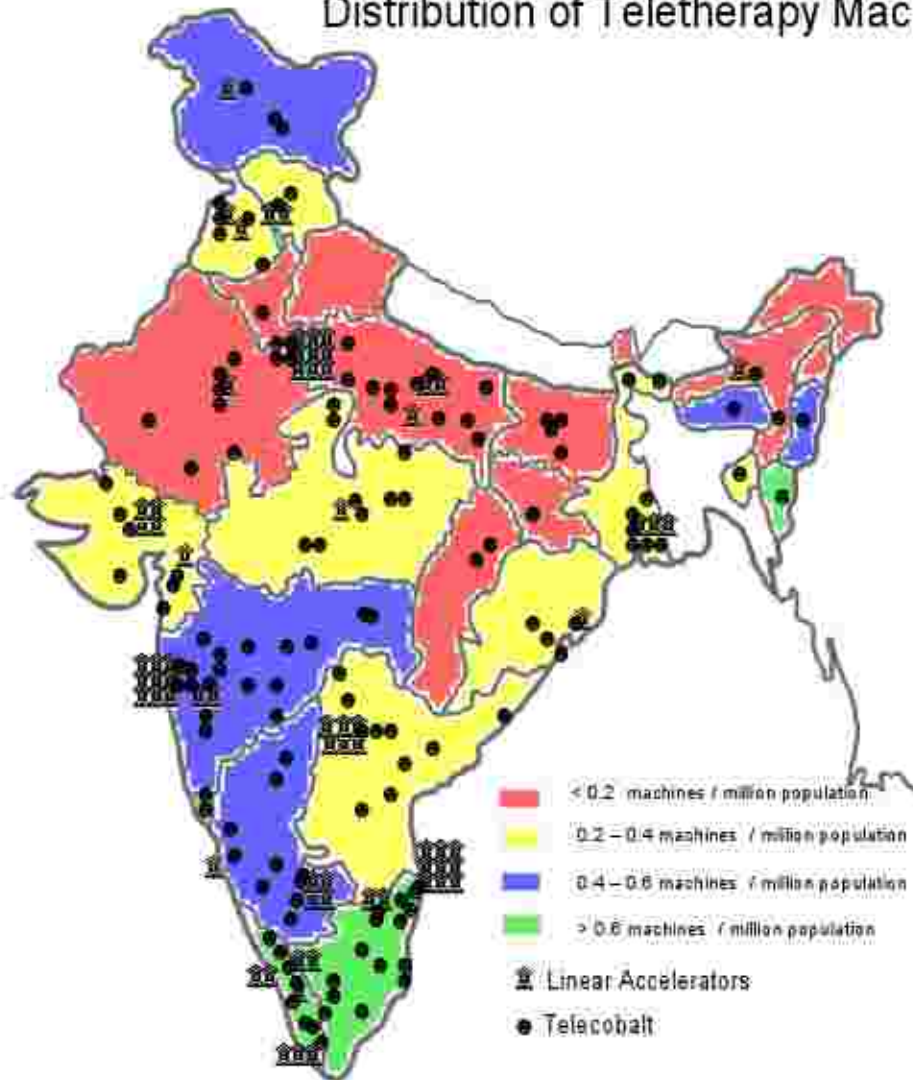 Distribution of Teletherapy Mac
< 0.2 machines / million population
0.2 – 0.4 machines / million population
0.4 – 0.6 machines / million population
> 0.6 machines / million population
Linear Accelerators
Telecobalt